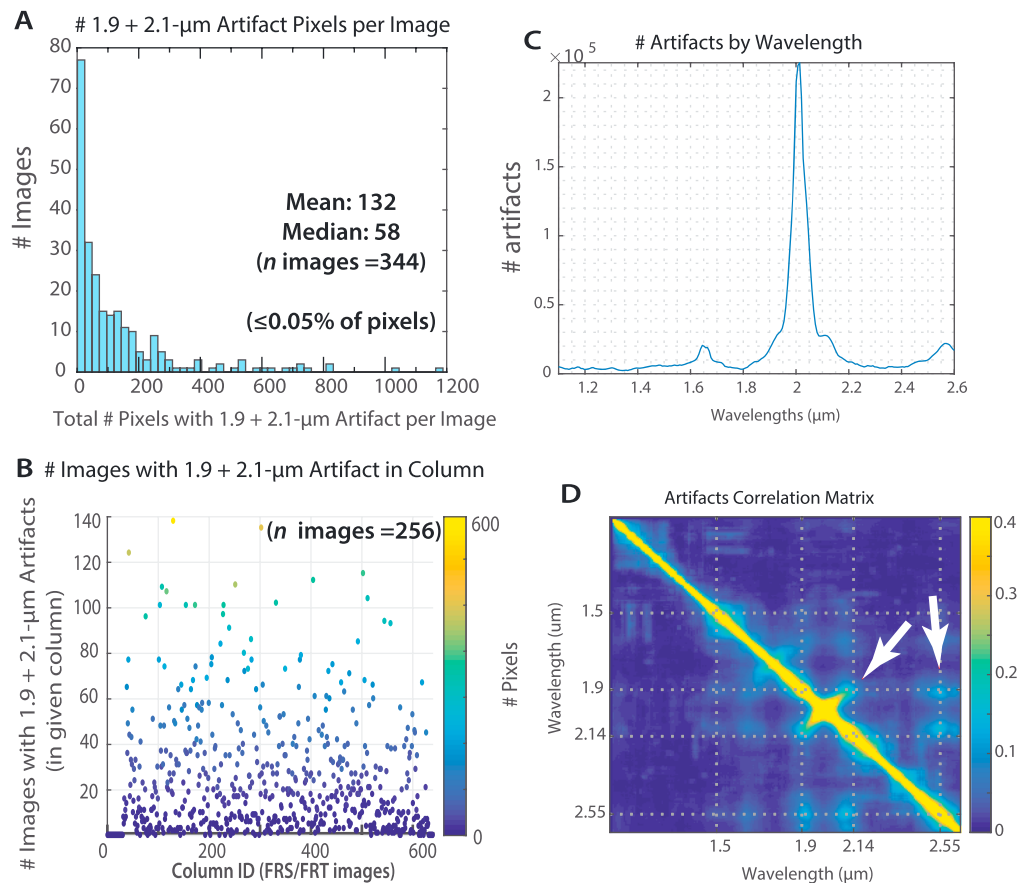 A
# 1.9 + 2.1-µm Artifact Pixels per Image
80
70
60
50
40
30
20
10
0
# Images
Mean: 132
Median: 58
(n images =344)
(≤0.05% of pixels)
0 200 400 600 800 1000 1200
Total # Pixels with 1.9 + 2.1-µm Artifact per Image
C
# Artifacts by Wavelength
× 10 5
2
1.5
1
0.5
0
# artifacts
1.2 1.4 1.6 1.8 2 2.2 2.4 2.6
Wavelengths (µm)
B
# Images with 1.9 + 2.1-µm Artifact in Column
# Images with 1.9 + 2.1-µm Artifacts
(in given column)
140
120
100
80
60
40
20
(n images =256)
600
0
# Pixels
0 200 400 600
Column ID (FRS/FRT images)
D
Artifacts Correlation Matrix
Wavelength (um)
1.5
1.9
2.14
2.55
1.5 1.9 2.14 2.55
Wavelength (µm)
0.4
0.3
0.2
0.1
0